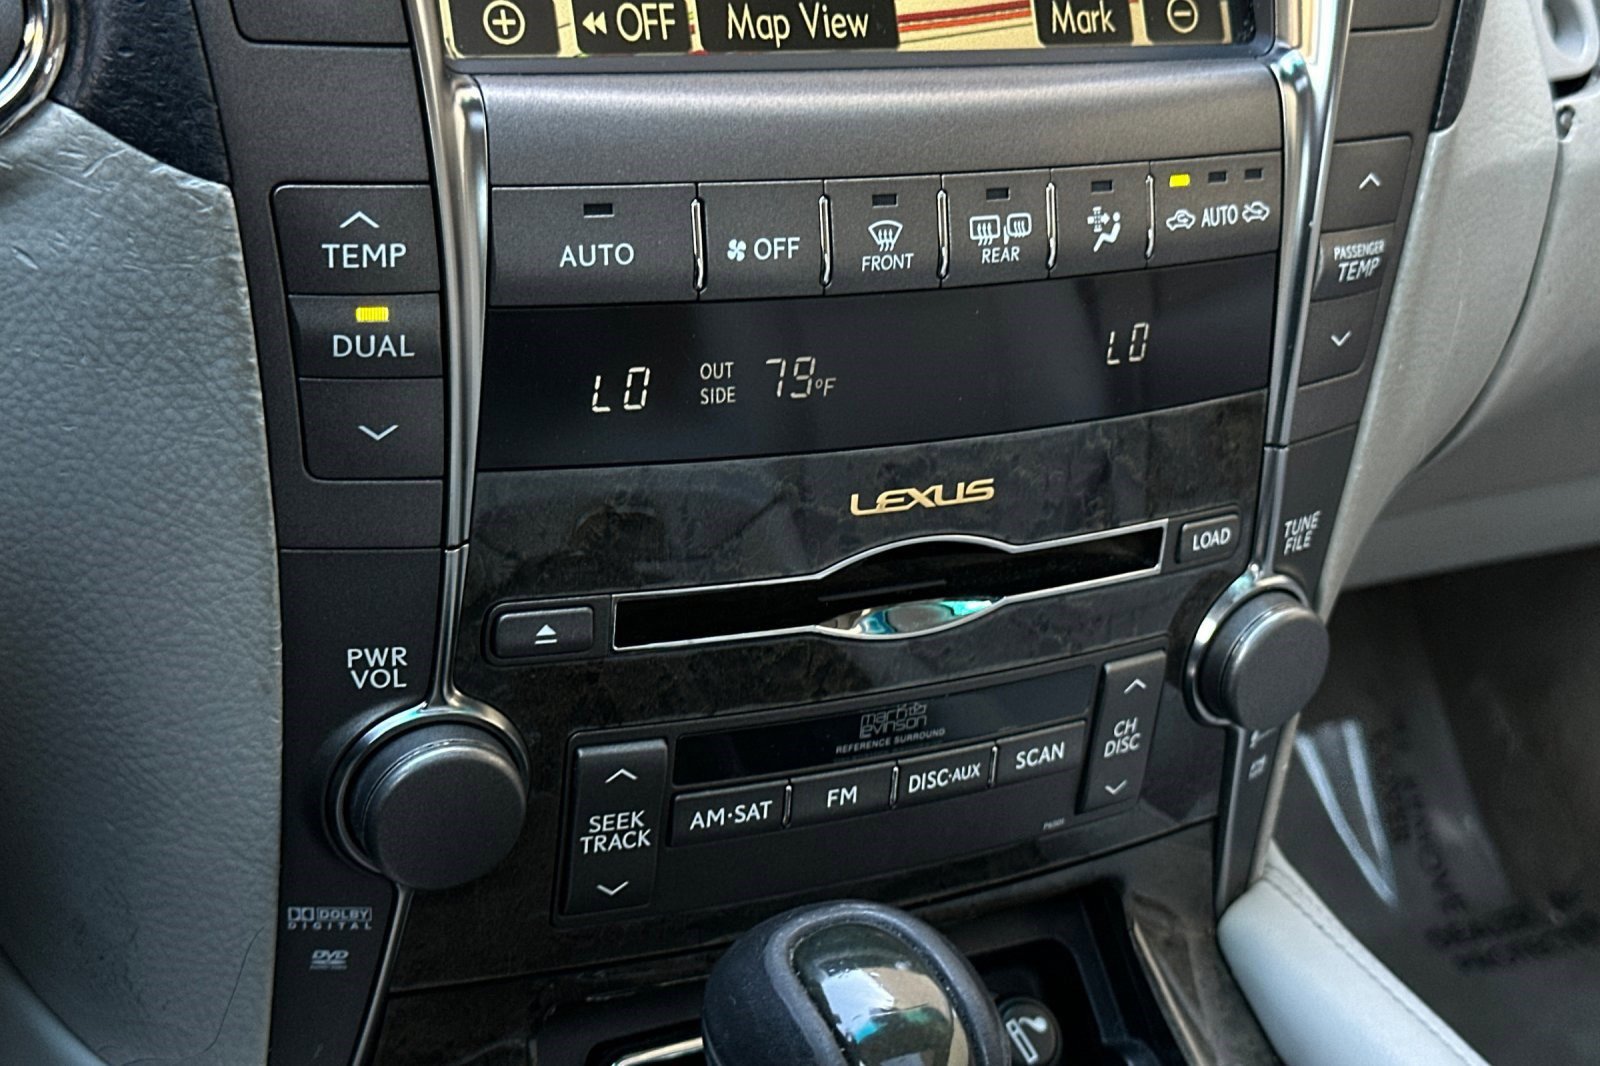 OFF
Map View
Mark
TEMP
DUAL
AUTO
OFF
FRONT
REAR
AUTO
PASSENGER
TEMP
LO
OUT
SIDE
79°F
LO
LEXUS
LOAD
TUNE
FILE
PWR
VOL
mark
levinson
REFERENCE SURROUND
SEEK
TRACK
AM·SAT
FM
DISC·AUX
SCAN
CH
DISC
DOLBY
DIGITAL
DVD